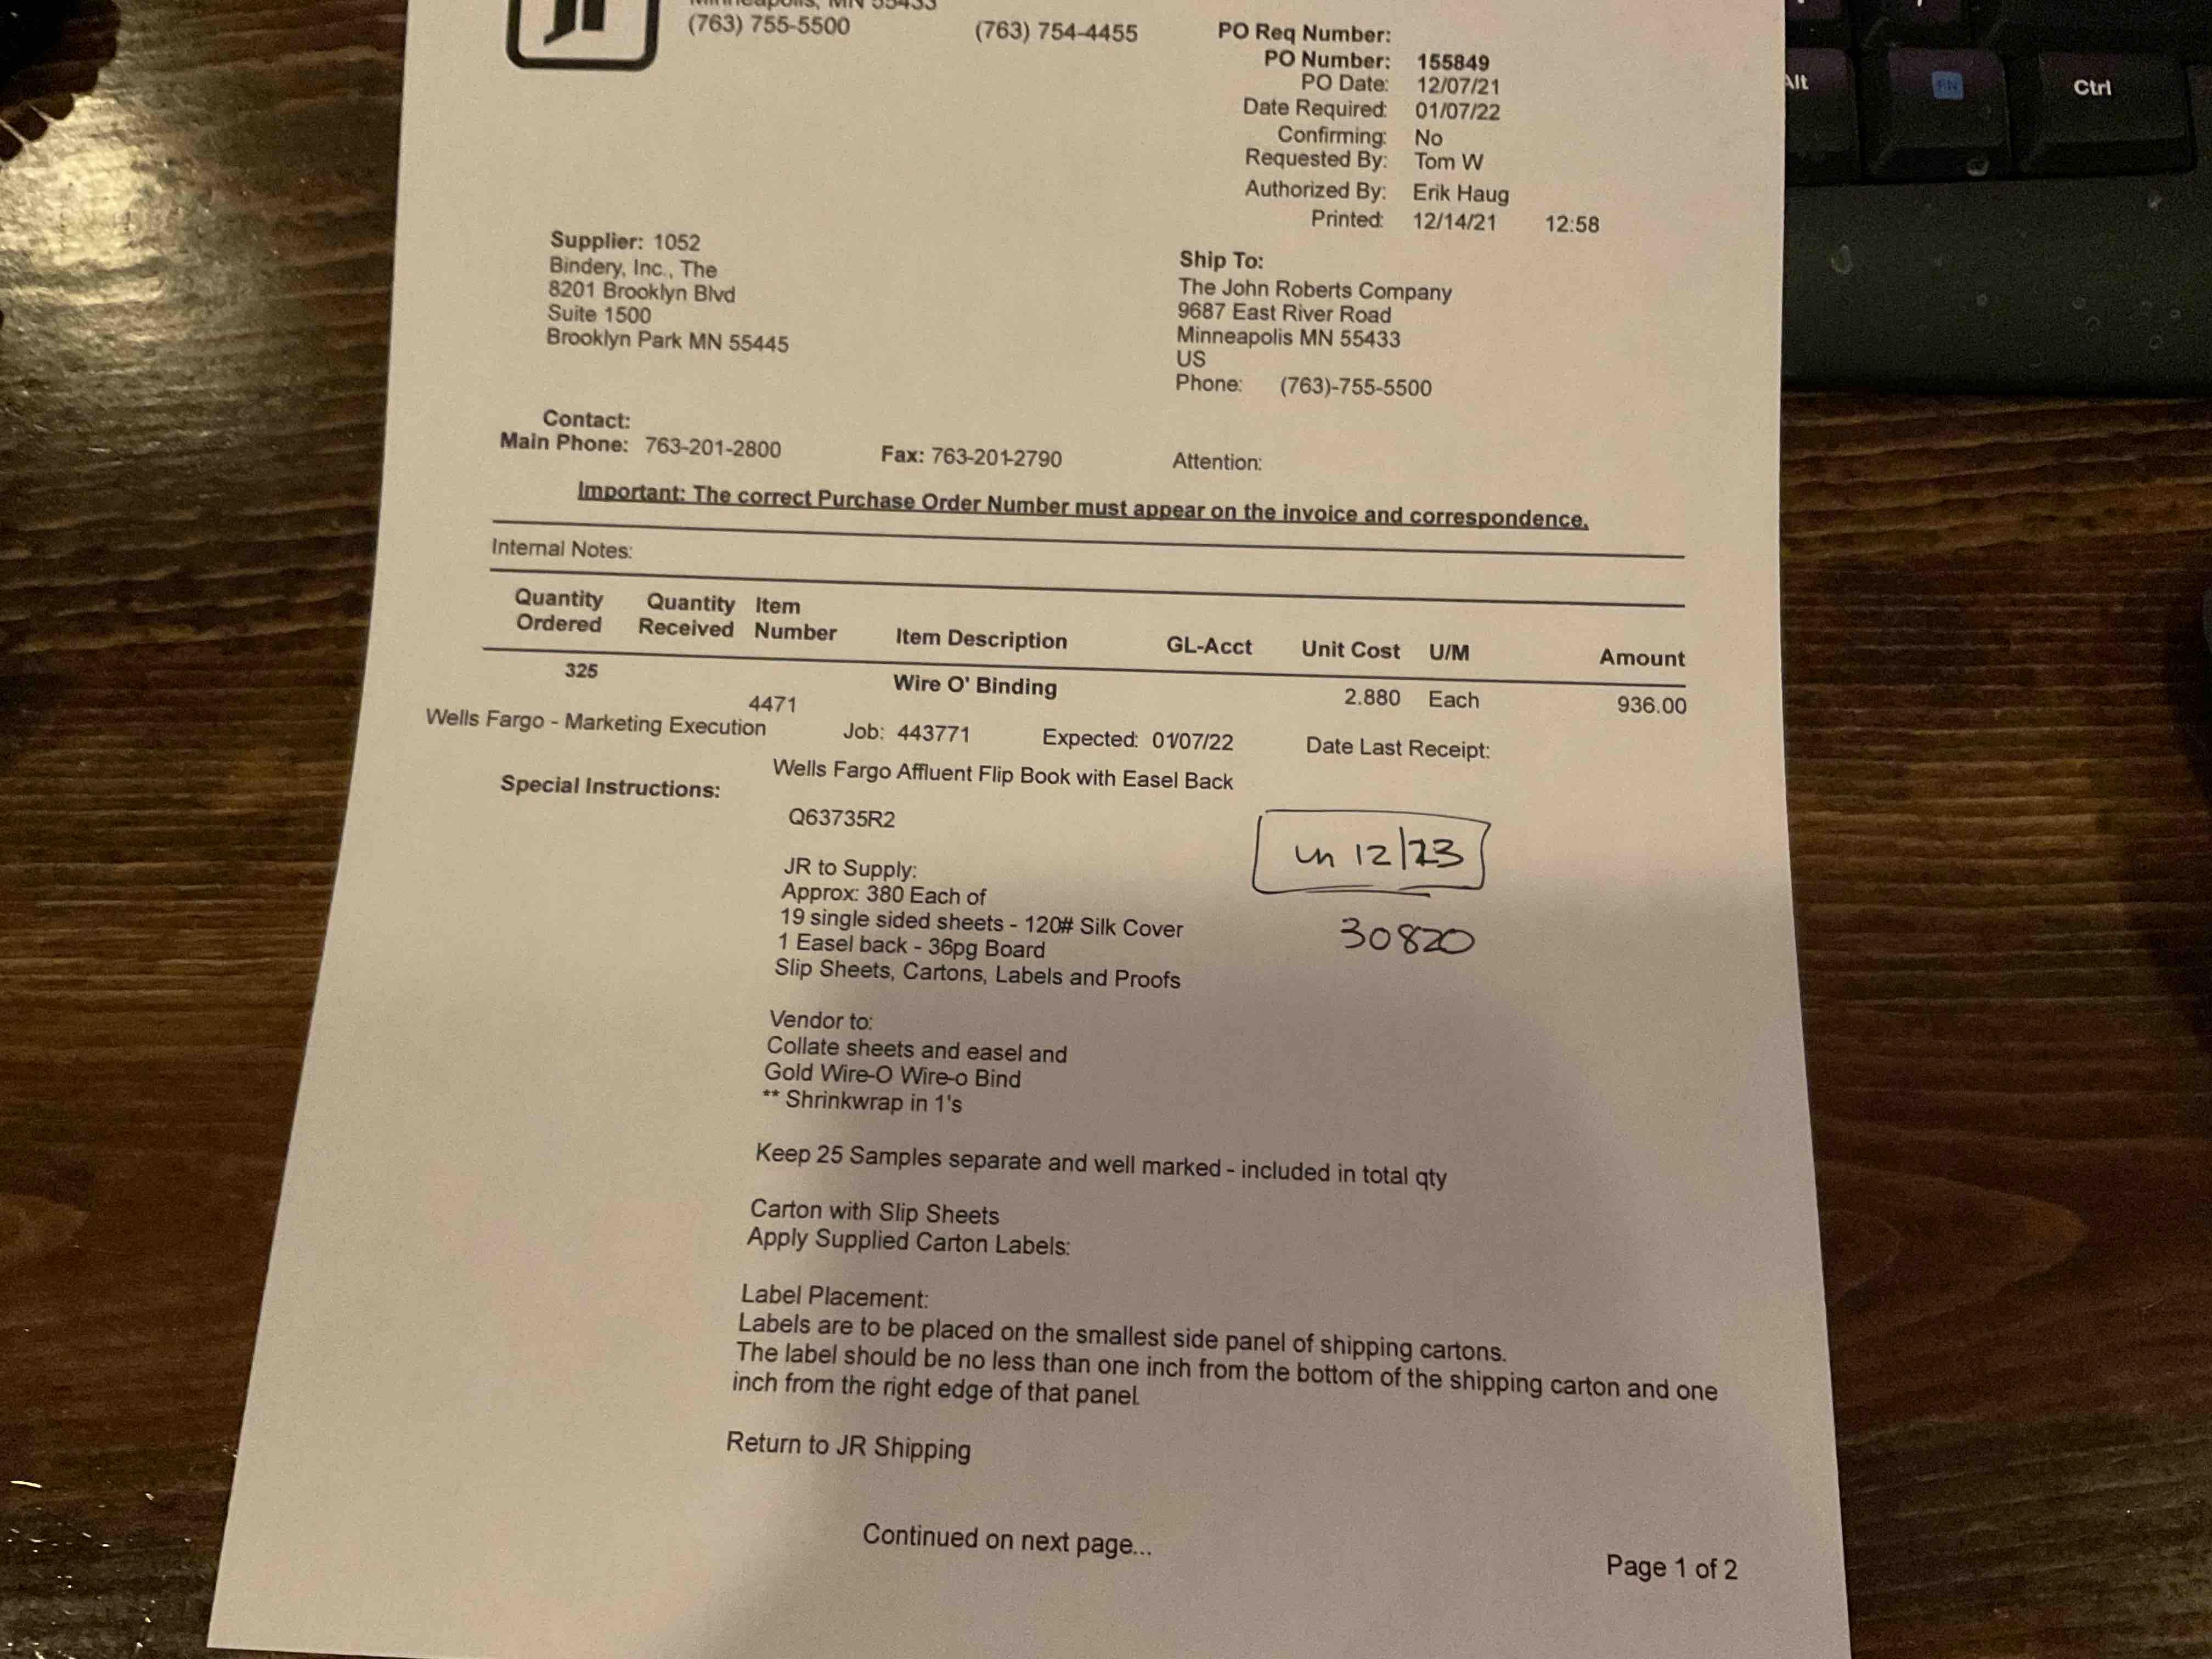 Minneapolis, MN 55433
(763) 755-5500 (763) 754-4455
PO Req Number:
PO Number: 155849
PO Date: 12/07/21
Date Required: 01/07/22
Confirming: No
Requested By: Tom W
Authorized By: Erik Haug
Printed: 12/14/21 12:58
Supplier: 1052
Bindery, Inc., The
8201 Brooklyn Blvd
Suite 1500
Brooklyn Park MN 55445
Ship To:
The John Roberts Company
9687 East River Road
Minneapolis MN 55433
US
Phone: (763)-755-5500
Contact:
Main Phone: 763-201-2800 Fax: 763-201-2790 Attention:
Important: The correct Purchase Order Number must appear on the invoice and correspondence.
Internal Notes:
Quantity Ordered Quantity Received Item Number Item Description GL-Acct Unit Cost U/M Amount
325 4471 Wire O' Binding 2.880 Each 936.00
Wells Fargo - Marketing Execution Job: 443771 Expected: 01/07/22 Date Last Receipt:
Special Instructions: Wells Fargo Affluent Flip Book with Easel Back
Q63735R2
12/23
30820
JR to Supply:
Approx: 380 Each of
19 single sided sheets - 120# Silk Cover
1 Easel back - 36pg Board
Slip Sheets, Cartons, Labels and Proofs
Vendor to:
Collate sheets and easel and
Gold Wire-O Wire-o Bind
** Shrinkwrap in 1's
Keep 25 Samples separate and well marked - included in total qty
Carton with Slip Sheets
Apply Supplied Carton Labels:
Label Placement:
Labels are to be placed on the smallest side panel of shipping cartons.
The label should be no less than one inch from the bottom of the shipping carton and one
inch from the right edge of that panel.
Return to JR Shipping
Continued on next page...
Page 1 of 2
Alt
FN
Ctrl